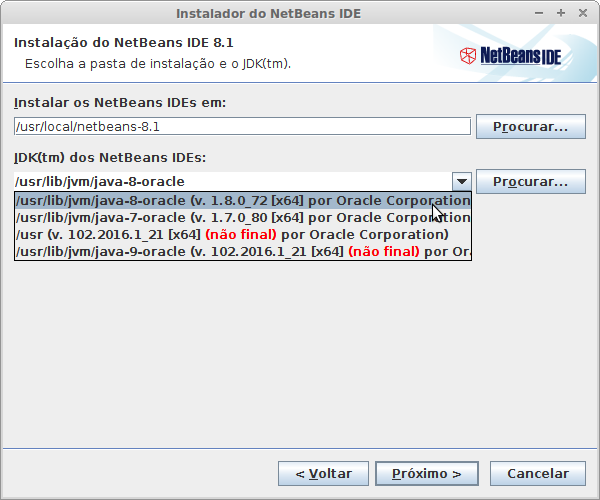 Instalador do NetBeans IDE
Instalação do NetBeans IDE 8.1
Escolha a pasta de instalação e o JDK(tm).
NetBeans IDE
Instalar os NetBeans IDEs em:
/usr/local/netbeans-8.1
Procurar...
JDK(tm) dos NetBeans IDEs:
/usr/lib/jvm/java-8-oracle
Procurar...
/usr/lib/jvm/java-8-oracle (v. 1.8.0_72 [x64] por Oracle Corporation
/usr/lib/jvm/java-7-oracle (v. 1.7.0_80 [x64] por Oracle Corporation
/usr (v. 102.2016.1_21 [x64] (não final) por Oracle Corporation)
/usr/lib/jvm/java-9-oracle (v. 102.2016.1_21 [x64] (não final) por Ora
< Voltar
Próximo >
Cancelar